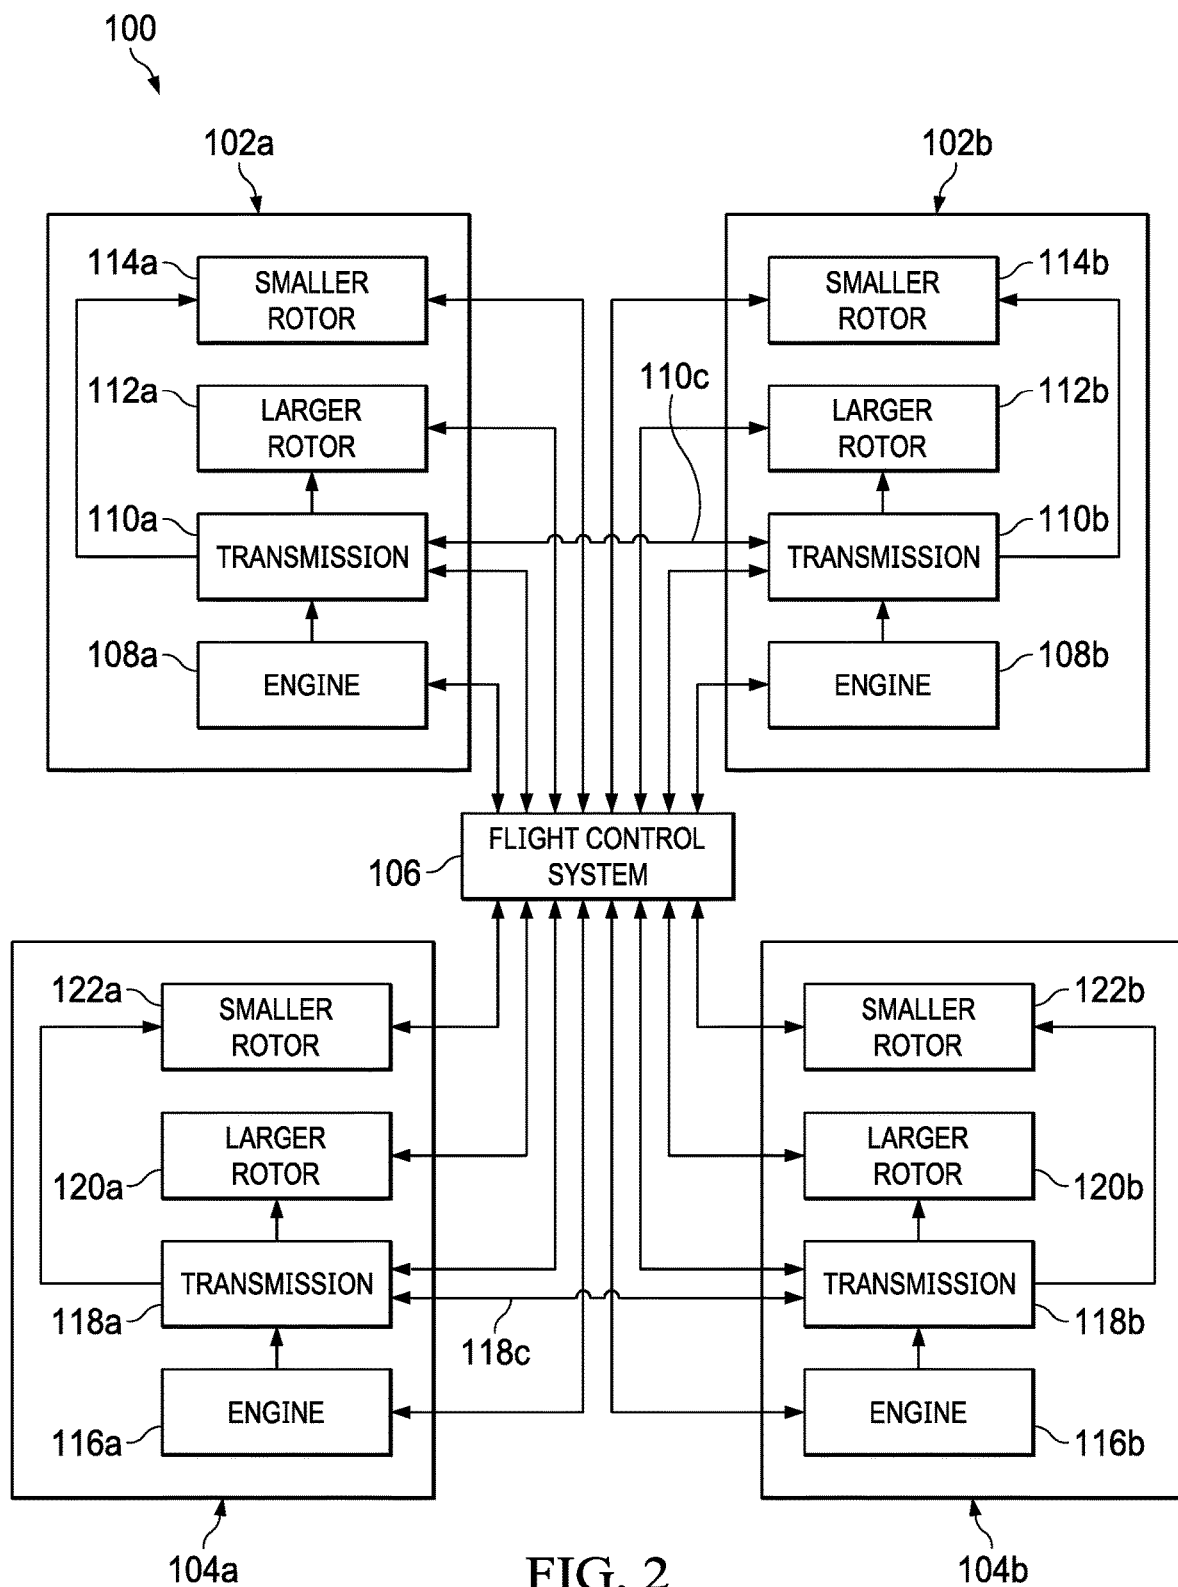 100
102a
102b
114a
SMALLER
ROTOR
SMALLER
ROTOR
114b
112a
LARGER
ROTOR
110c
LARGER
ROTOR
112b
110a
TRANSMISSION
TRANSMISSION
110b
108a
ENGINE
ENGINE
108b
FLIGHT CONTROL
SYSTEM
106
122a
SMALLER
ROTOR
SMALLER
ROTOR
122b
LARGER
ROTOR
120a
LARGER
ROTOR
120b
TRANSMISSION
118a
118c
TRANSMISSION
118b
ENGINE
116a
ENGINE
116b
104a
FIG. 2
104b